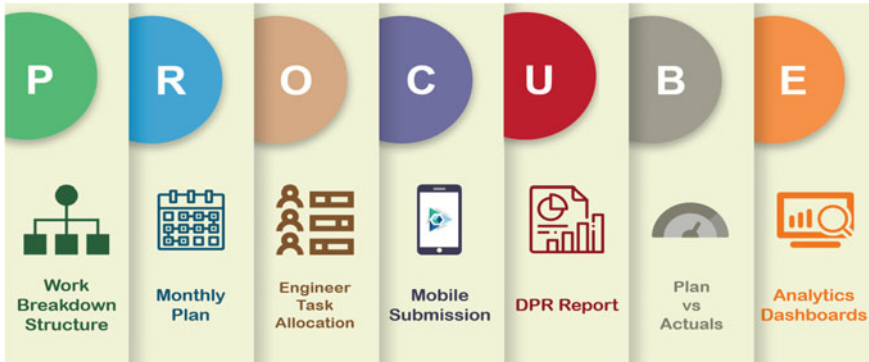 P R O C U B E
Work
Breakdown
Structure
Monthly
Plan
Engineer
Task
Allocation
Mobile
Submission
DPR Report
Plan
vs
Actuals
Analytics
Dashboards